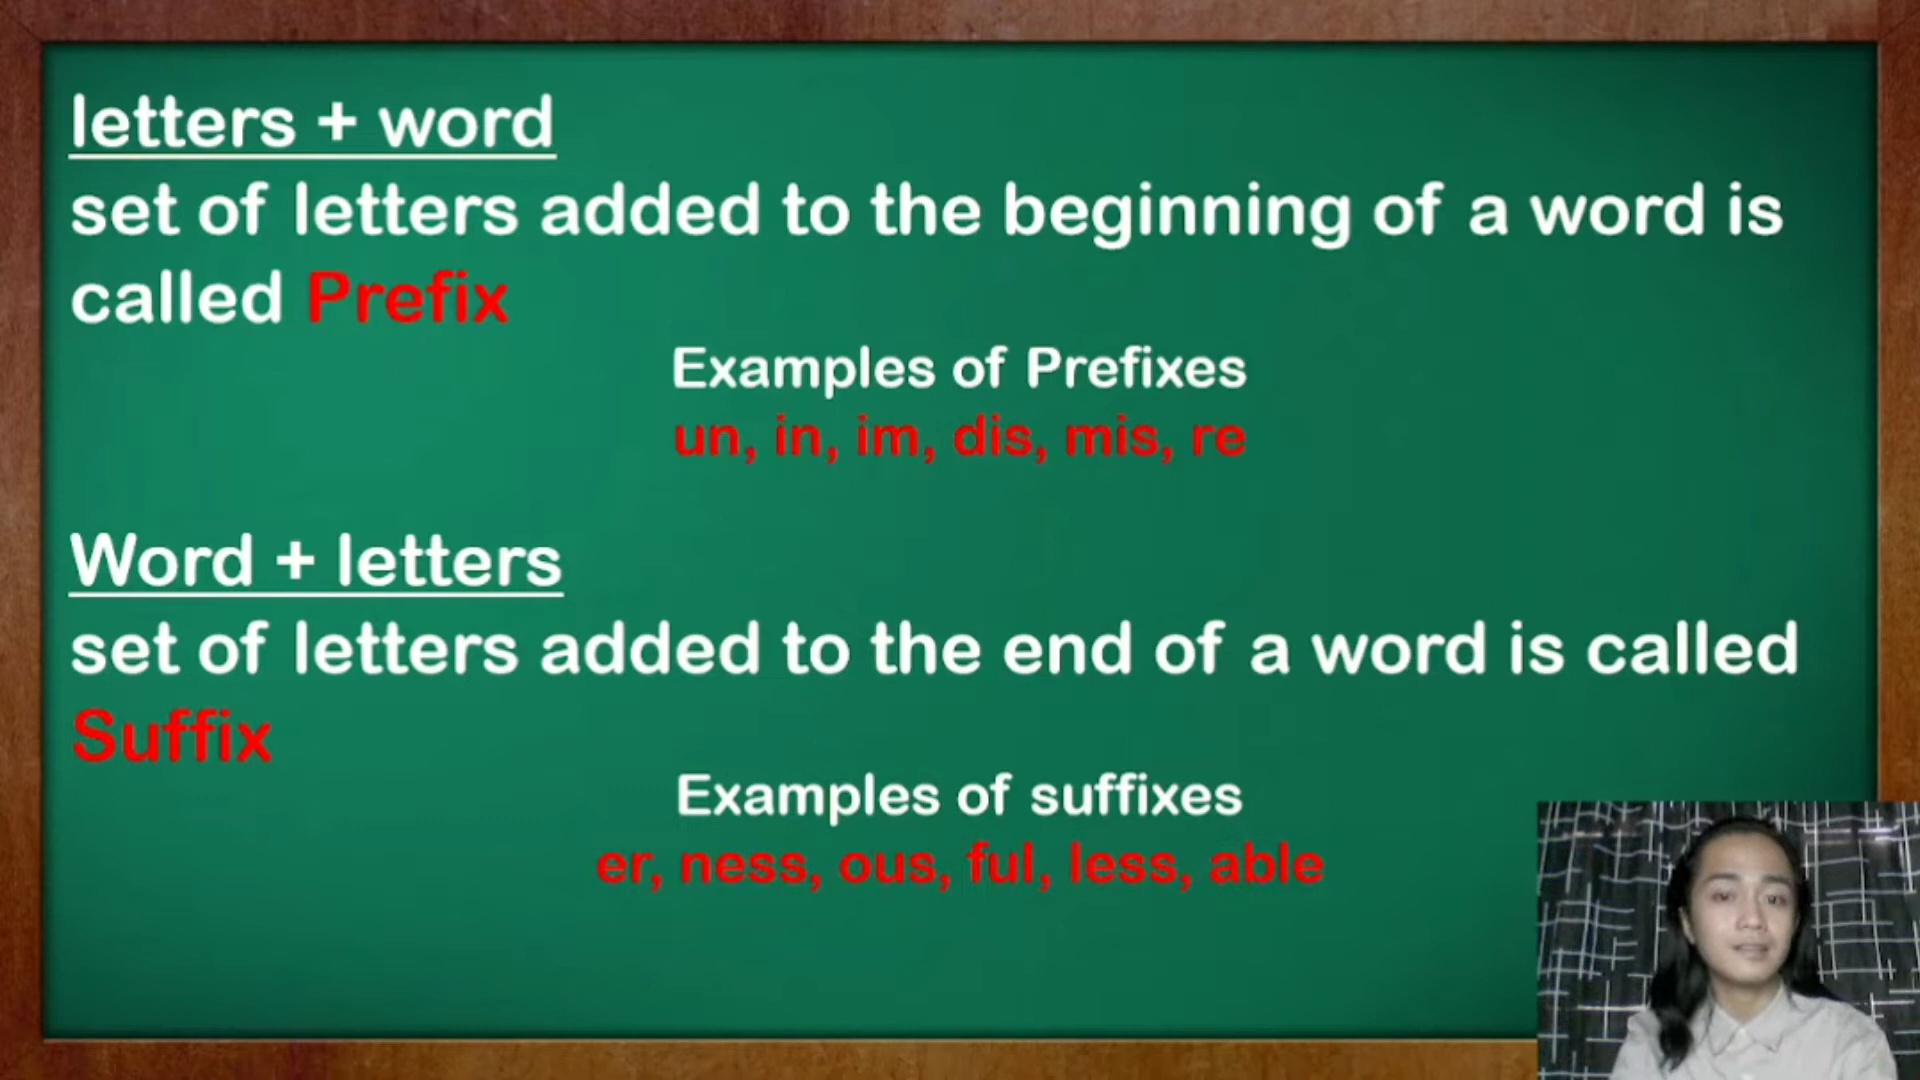 letters + word
set of letters added to the beginning of a word is
called Prefix
Examples of Prefixes
un, in, im, dis, mis, re
Word + letters
set of letters added to the end of a word is called
Suffix
Examples of suffixes
er, ness, ous, ful, less, able